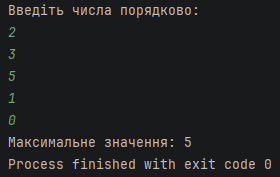 Введіть числа порядково:
2
3
5
1
0
Максимальне значення: 5
Process finished with exit code 0